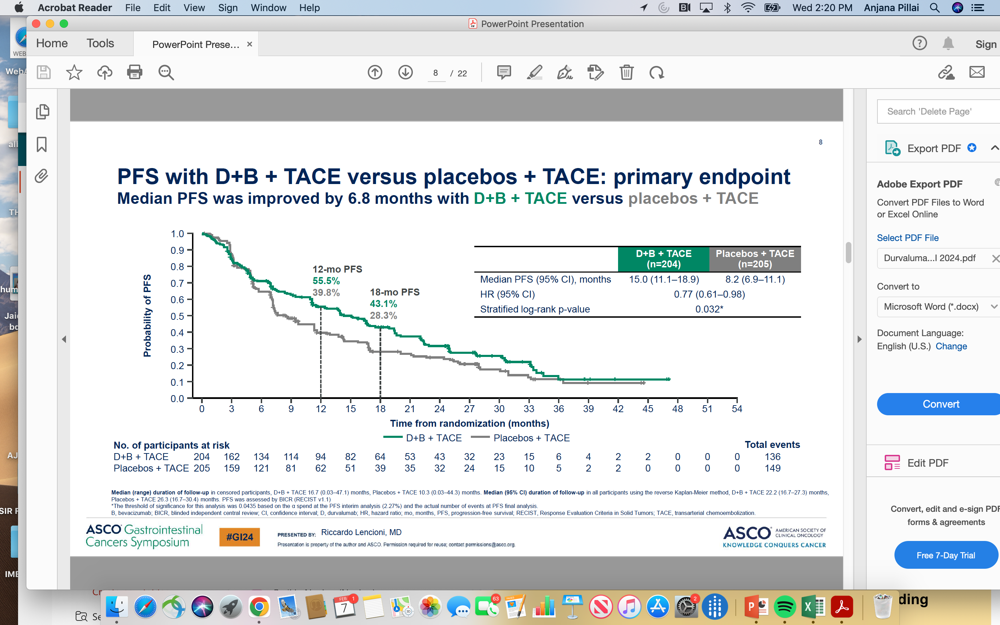 Acrobat Reader File Edit View Sign Window Help Wed 2:20 PM Anjana Pillai
PowerPoint Presentation
Home Tools PowerPoint Prese... × Sign
8 / 22
WEB
WebA
all
TH
hum
Jaid
bo
AJ
SIR F
IME
Search 'Delete Page'
Export PDF
Adobe Export PDF
Convert PDF Files to Word
or Excel Online
Select PDF File
Durvaluma...l 2024.pdf
Convert to
Microsoft Word (*.docx)
Document Language:
English (U.S.) Change
Convert
Edit PDF
Convert, edit and e-sign PDF
forms & agreements
Free 7-Day Trial
8
PFS with D+B + TACE versus placebos + TACE: primary endpoint
Median PFS was improved by 6.8 months with D+B + TACE versus placebos + TACE
Probability of PFS
1.0
0.9
0.8
0.7
0.6
0.5
0.4
0.3
0.2
0.1
0.0
12-mo PFS
55.5%
39.8%
18-mo PFS
43.1%
28.3%
D+B + TACE Placebos + TACE
(n=204) (n=205)
Median PFS (95% CI), months 15.0 (11.1–18.9) 8.2 (6.9–11.1)
HR (95% CI) 0.77 (0.61–0.98)
Stratified log-rank p-value 0.032*
0 3 6 9 12 15 18 21 24 27 30 33 36 39 42 45 48 51 54
Time from randomization (months)
D+B + TACE Placebos + TACE
No. of participants at risk Total events
D+B + TACE 204 162 134 114 94 82 64 53 43 32 23 15 6 4 2 2 0 0 0 136
Placebos + TACE 205 159 121 81 62 51 39 35 32 24 15 10 5 2 2 0 0 0 0 149
Median (range) duration of follow-up in censored participants, D+B + TACE 16.7 (0.03–47.1) months, Placebos + TACE 10.3 (0.03–44.3) months. Median (95% CI) duration of follow-up in all participants using the reverse Kaplan-Meier method, D+B + TACE 22.2 (16.7–27.3) months,
Placebos + TACE 26.3 (16.7–30.4) months. PFS was assessed by BICR (RECIST v1.1)
*The threshold of significance for this analysis was 0.0435 based on the α spend at the PFS interim analysis (2.27%) and the actual number of events at PFS final analysis.
B, bevacizumab; BICR, blinded independent central review; CI, confidence interval; D, durvalumab; HR, hazard ratio; mo, months, PFS, progression-free survival; RECIST, Response Evaluation Criteria in Solid Tumors; TACE, transarterial chemoembolization.
ASCO Gastrointestinal
Cancers Symposium
#GI24
PRESENTED BY: Riccardo Lencioni, MD
Presentation is property of the author and ASCO. Permission required for reuse; contact permissions@asco.org.
ASCO AMERICAN SOCIETY OF
CLINICAL ONCOLOGY
KNOWLEDGE CONQUERS CANCER
Se
ding
FEB
7
1
3D
63
PAGES
2